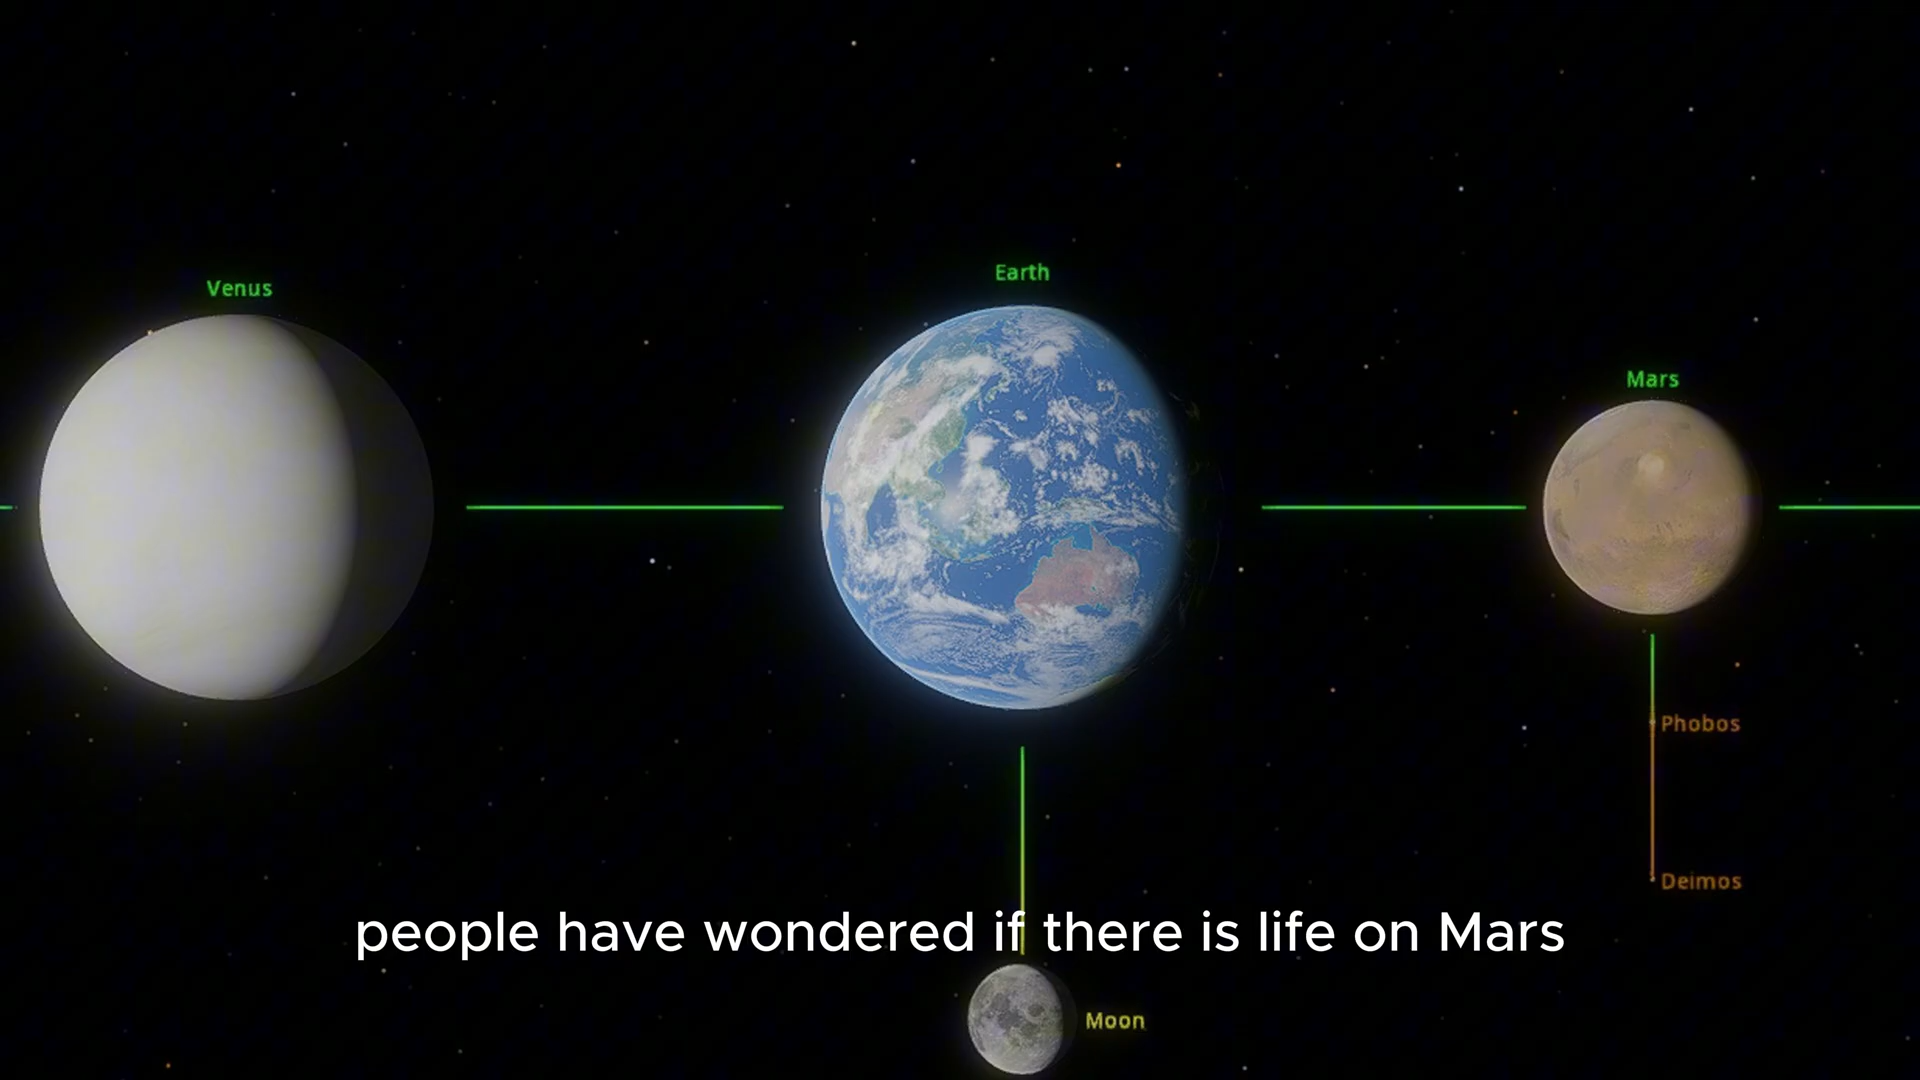 Earth
Venus
Mars
Phobos
Deimos
people have wondered if there is life on Mars
Moon